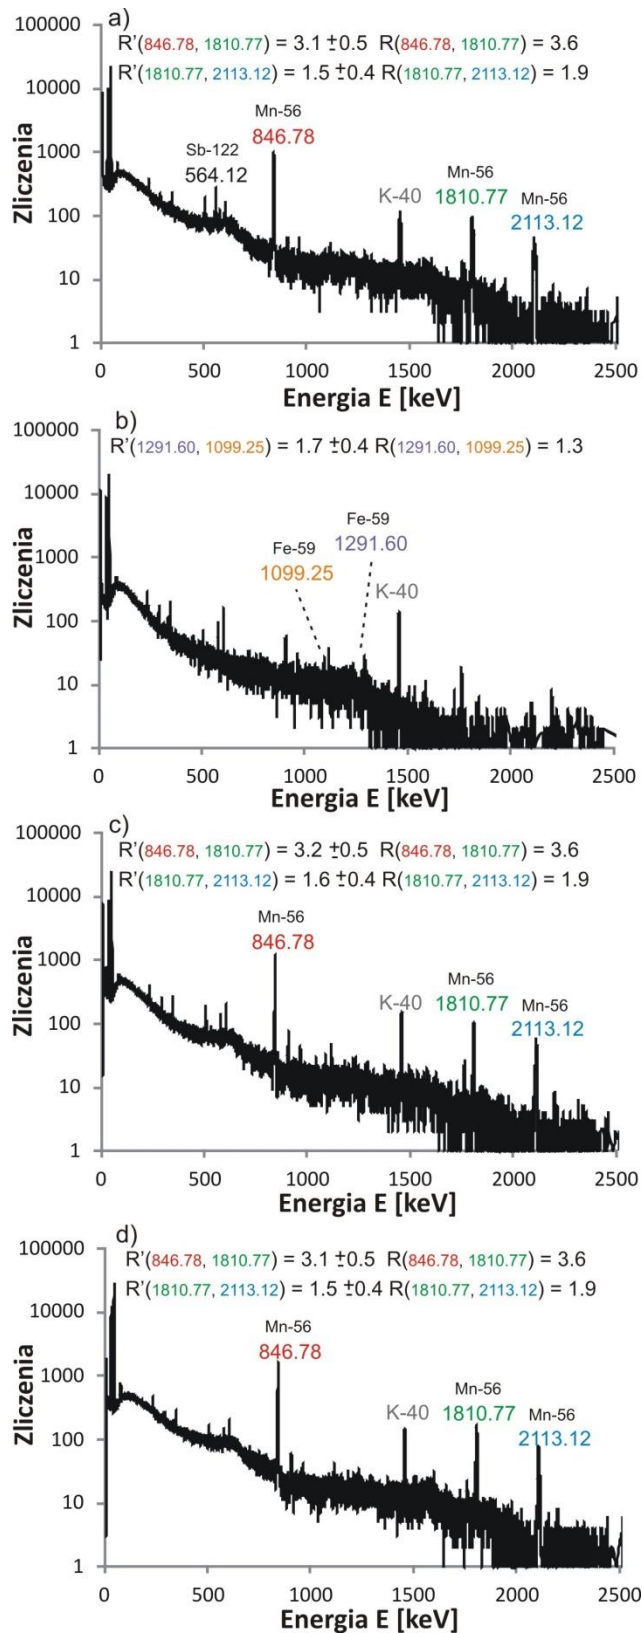 a)
R'(846.78, 1810.77) = 3.1 ±0.5 R(846.78, 1810.77) = 3.6
R'(1810.77, 2113.12) = 1.5 ±0.4 R(1810.77, 2113.12) = 1.9
100000
10000
1000
100
10
1
Zliczenia
Sb-122
564.12
Mn-56
846.78
K-40
Mn-56
1810.77
Mn-56
2113.12
0 500 1000 1500 2000 2500
Energia E [keV]
b)
R'(1291.60, 1099.25) = 1.7 ±0.4 R(1291.60, 1099.25) = 1.3
100000
10000
1000
100
10
1
Zliczenia
Fe-59
1099.25
Fe-59
1291.60
K-40
0 500 1000 1500 2000 2500
Energia E [keV]
c)
R'(846.78, 1810.77) = 3.2 ±0.5 R(846.78, 1810.77) = 3.6
R'(1810.77, 2113.12) = 1.6 ±0.4 R(1810.77, 2113.12) = 1.9
100000
10000
1000
100
10
1
Zliczenia
Mn-56
846.78
K-40
Mn-56
1810.77
Mn-56
2113.12
0 500 1000 1500 2000 2500
Energia E [keV]
d)
R'(846.78, 1810.77) = 3.1 ±0.5 R(846.78, 1810.77) = 3.6
R'(1810.77, 2113.12) = 1.5 ±0.4 R(1810.77, 2113.12) = 1.9
100000
10000
1000
100
10
1
Zliczenia
Mn-56
846.78
K-40
Mn-56
1810.77
Mn-56
2113.12
0 500 1000 1500 2000 2500
Energia E [keV]